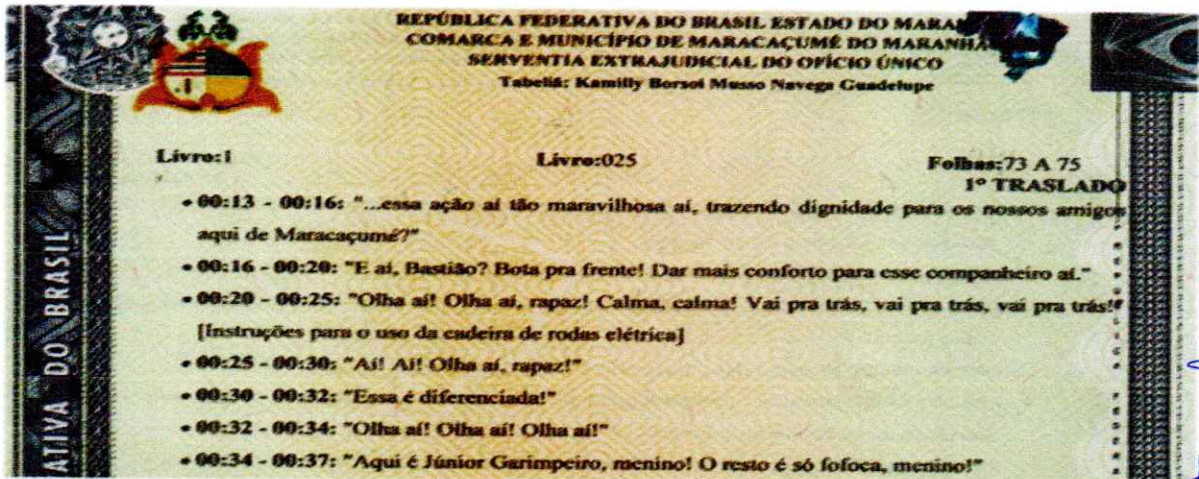 REPÚBLICA FEDERATIVA DO BRASIL ESTADO DO MARAN
COMARCA E MUNICÍPIO DE MARACAÇUMÉ DO MARANHÃ
SERVENTIA EXTRAJUDICIAL DO OFÍCIO ÚNICO
Tabeliã: Kamilly Borsoi Musso Navega Guadelupe
Livro:1 Livro:025 Folhas:73 A 75
1º TRASLADO
• 00:13 - 00:16: "...essa ação aí tão maravilhosa aí, trazendo dignidade para os nossos amigos
aqui de Maracaçumé?"
• 00:16 - 00:20: "E aí, Bastião? Bota pra frente! Dar mais conforto para esse companheiro aí."
• 00:20 - 00:25: "Olha aí! Olha aí, rapaz! Calma, calma! Vai pra trás, vai pra trás, vai pra trás!"
[Instruções para o uso da cadeira de rodas elétrica]
• 00:25 - 00:30: "Aí! Aí! Olha aí, rapaz!"
• 00:30 - 00:32: "Essa é diferenciada!"
• 00:32 - 00:34: "Olha aí! Olha aí! Olha aí!"
• 00:34 - 00:37: "Aqui é Júnior Garimpeiro, menino! O resto é só fofoca, menino!"
ATIVA DO BRASIL